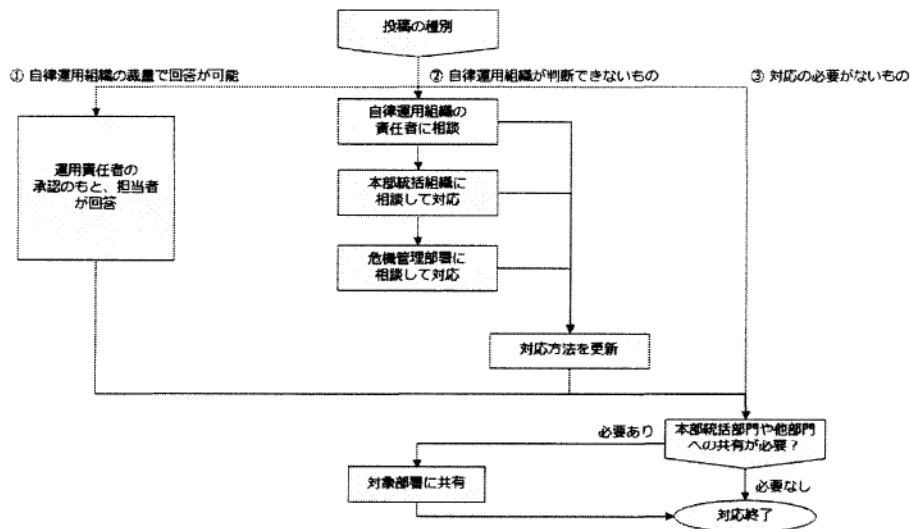 投稿の種別
① 自律運用組織の裁量で回答が可能
② 自律運用組織が判断できないもの
③ 対応の必要がないもの
運用責任者の
承認のもと、担当者
が回答
自律運用組織の
責任者に相談
本部統括組織に
相談して対応
危機管理部署に
相談して対応
対応方法を更新
本部統括部門や他部門
への共有が必要？
必要あり
対象部署に共有
必要なし
対応終了